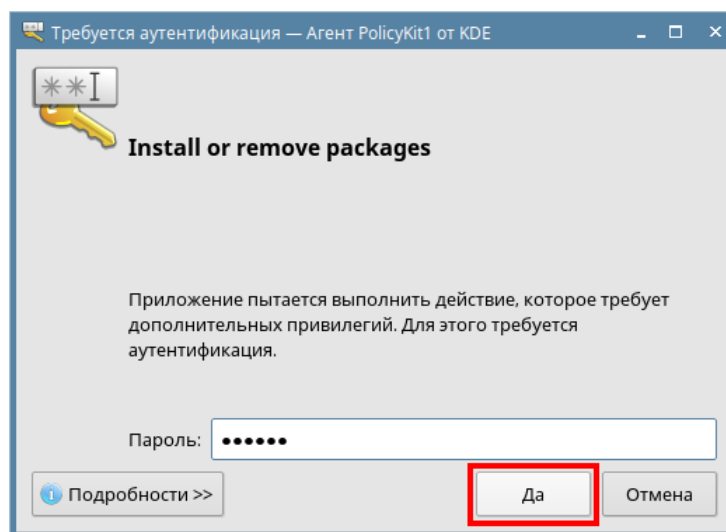 Требуется аутентификация — Агент PolicyKit1 от KDE
Install or remove packages
Приложение пытается выполнить действие, которое требует
дополнительных привилегий. Для этого требуется
аутентификация.
Пароль: ••••••
Подробности >>
Да
Отмена